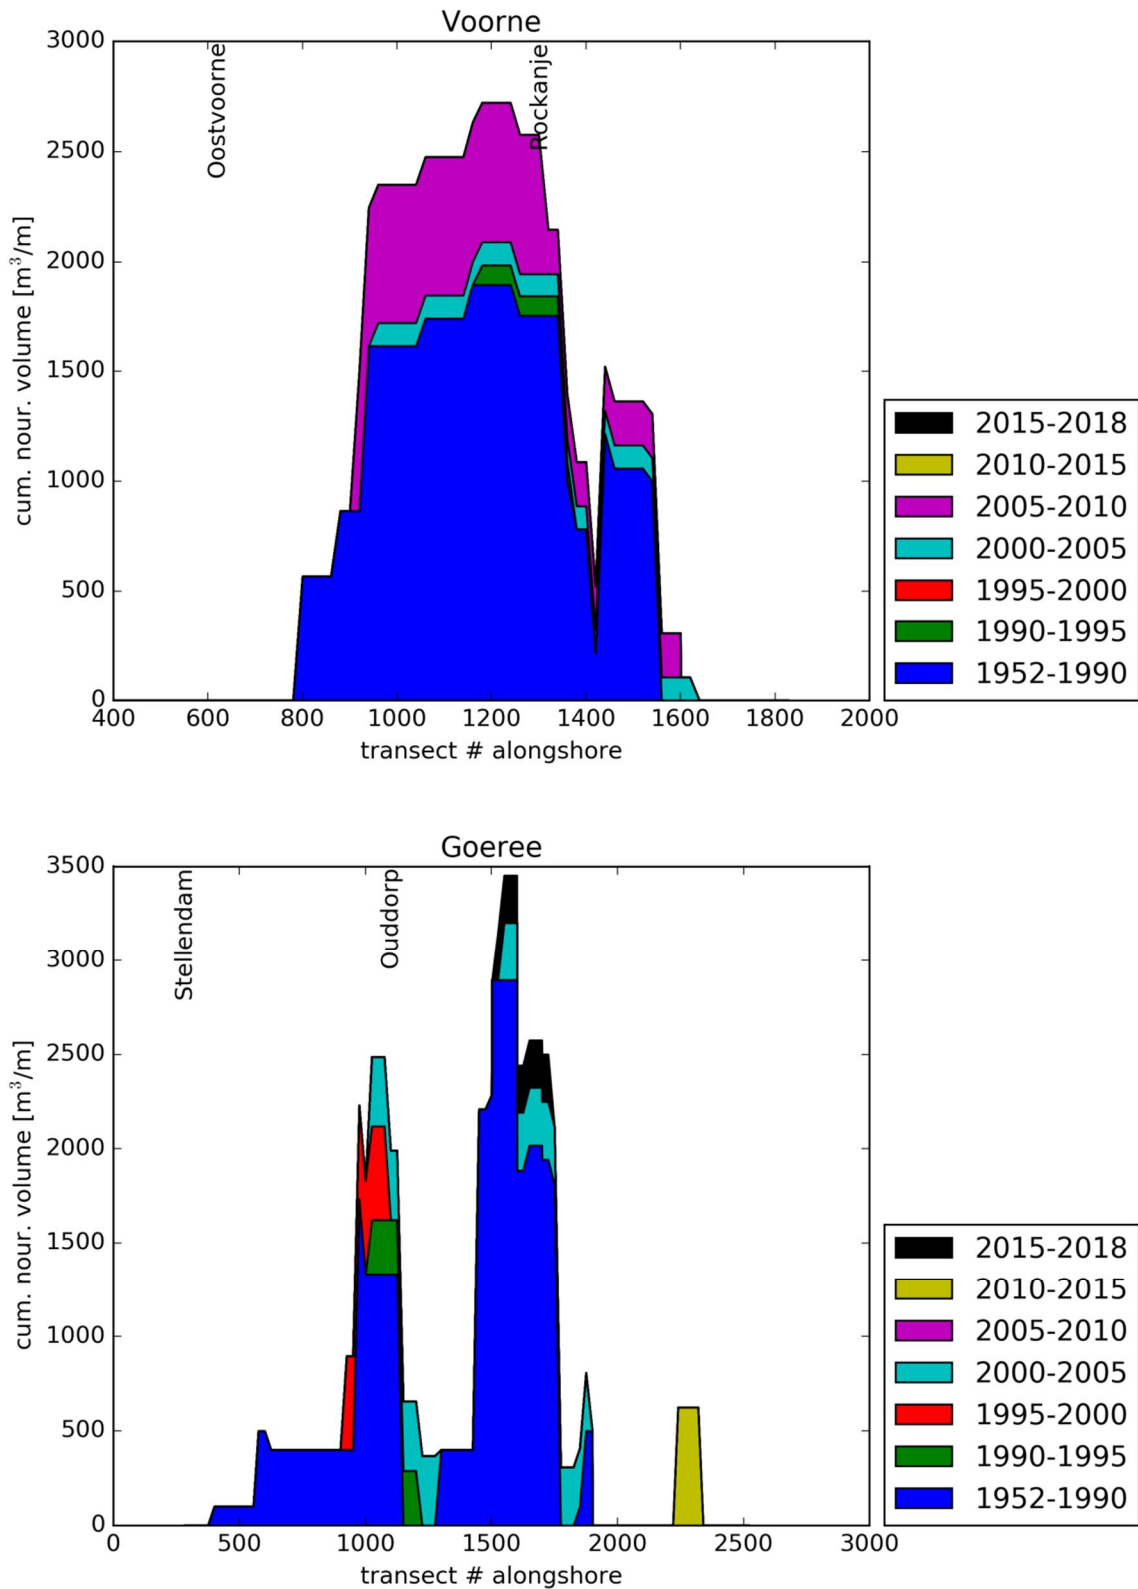 Voorne
3000
2500
2000
1500
1000
500
0
cum. nour. volume [m³/m]
Oostvoorne
Rockanje
400 600 800 1000 1200 1400 1600 1800 2000
transect # alongshore
2015-2018
2010-2015
2005-2010
2000-2005
1995-2000
1990-1995
1952-1990
Goeree
3500
3000
2500
2000
1500
1000
500
0
cum. nour. volume [m³/m]
Stellendam
Ouddorp
0 500 1000 1500 2000 2500 3000
transect # alongshore
2015-2018
2010-2015
2005-2010
2000-2005
1995-2000
1990-1995
1952-1990